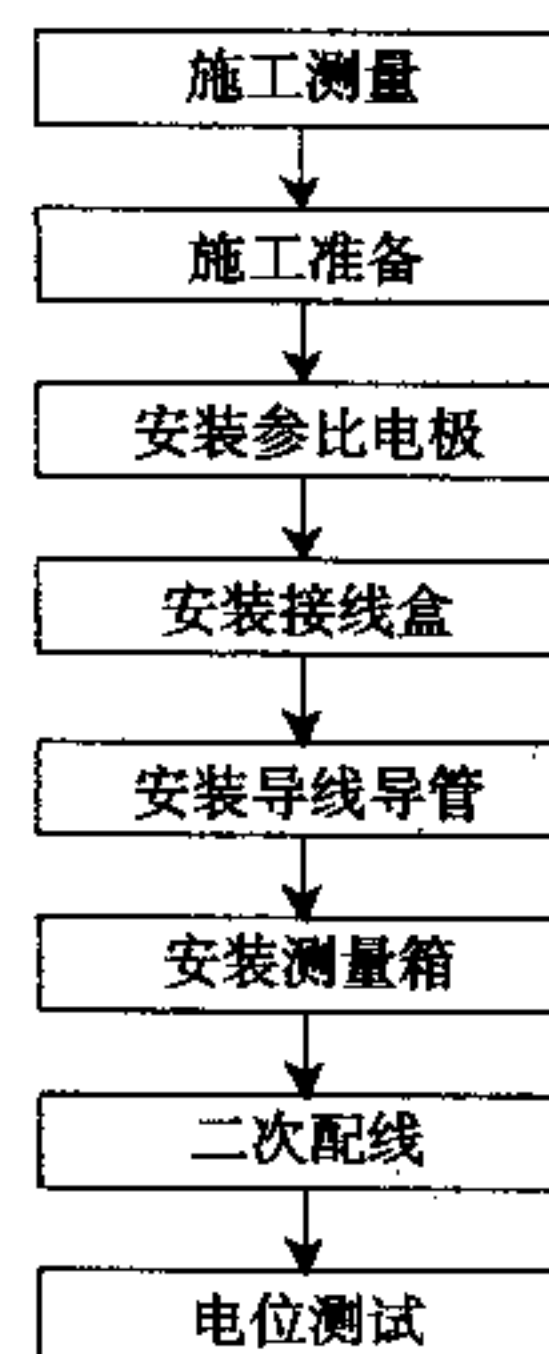 施工测量
施工准备
安装参比电极
安装接线盒
安装导线导管
安装测量箱
二次配线
电位测试